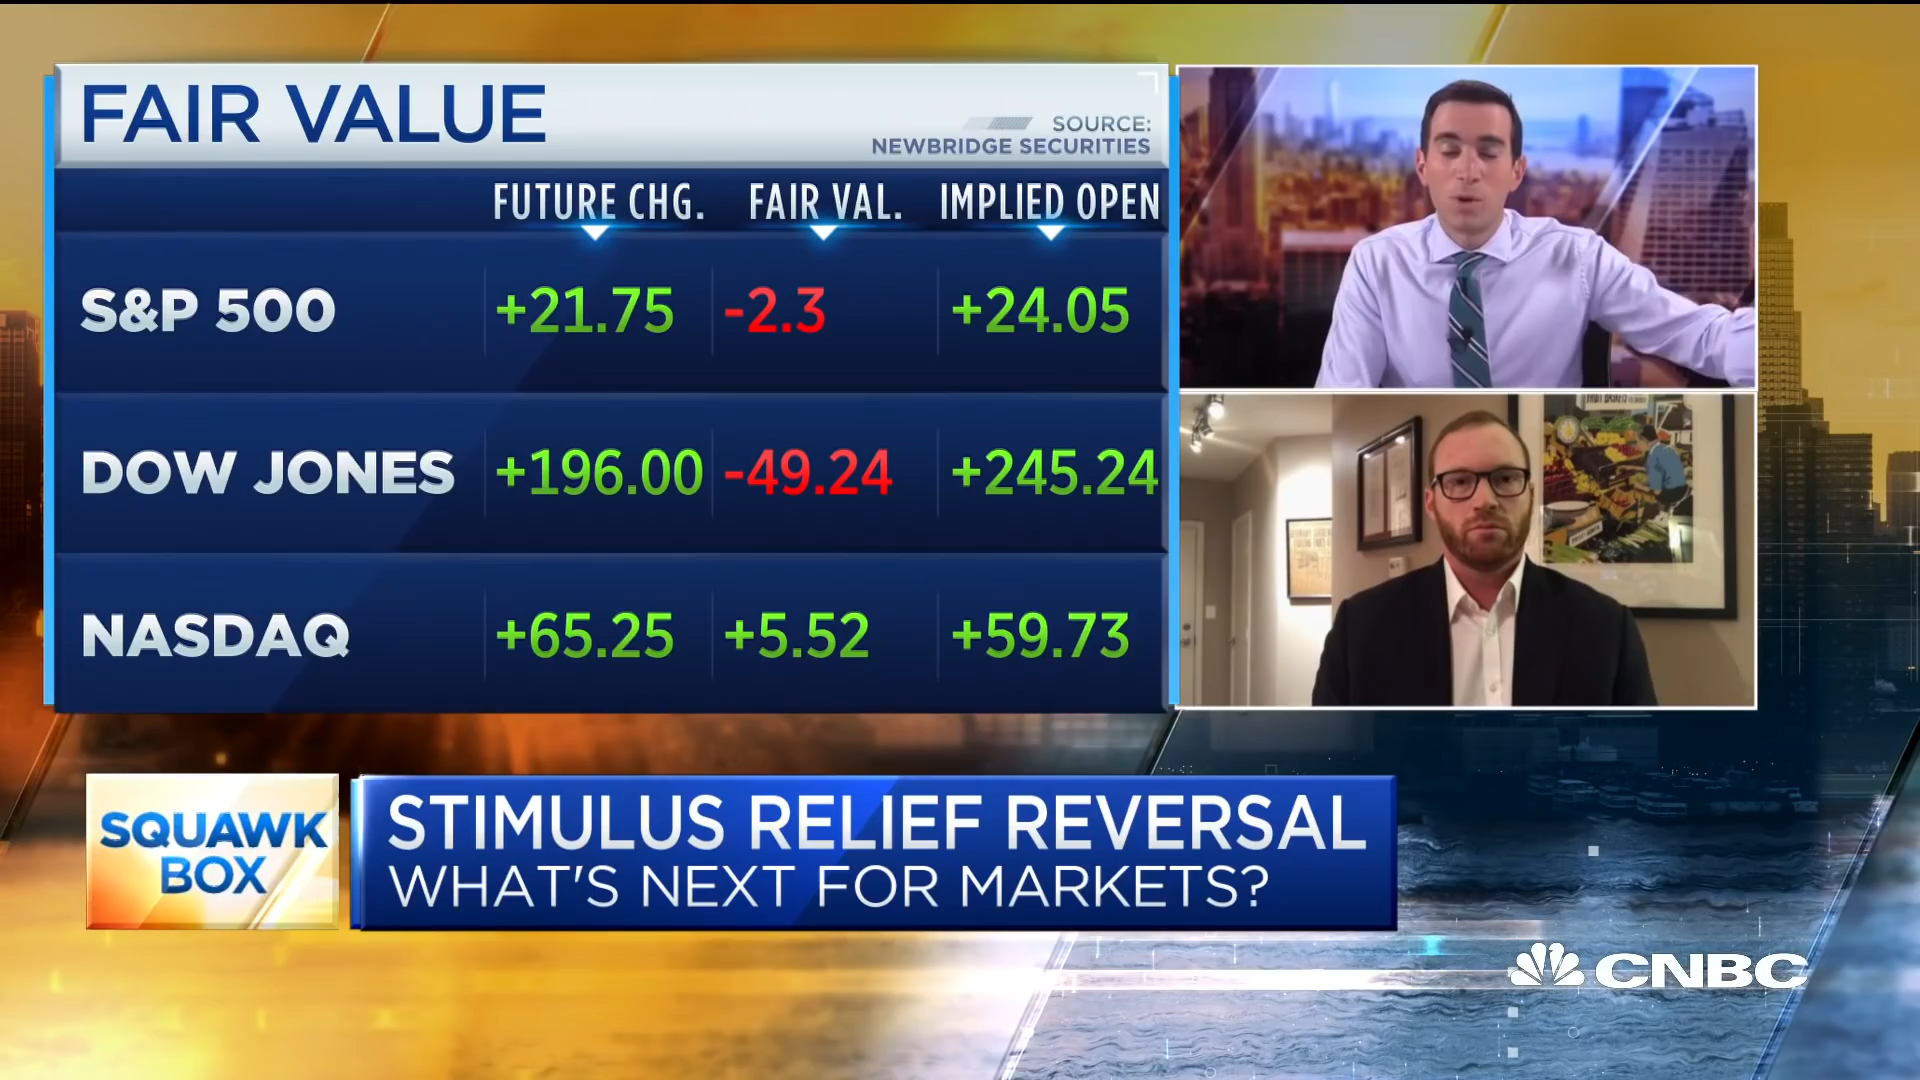 FAIR VALUE
SOURCE:
NEWBRIDGE SECURITIES
FUTURE CHG. FAIR VAL. IMPLIED OPEN
S&P 500 +21.75 -2.3 +24.05
DOW JONES +196.00 -49.24 +245.24
NASDAQ +65.25 +5.52 +59.73
SQUAWK
BOX
STIMULUS RELIEF REVERSAL
WHAT'S NEXT FOR MARKETS?
CNBC